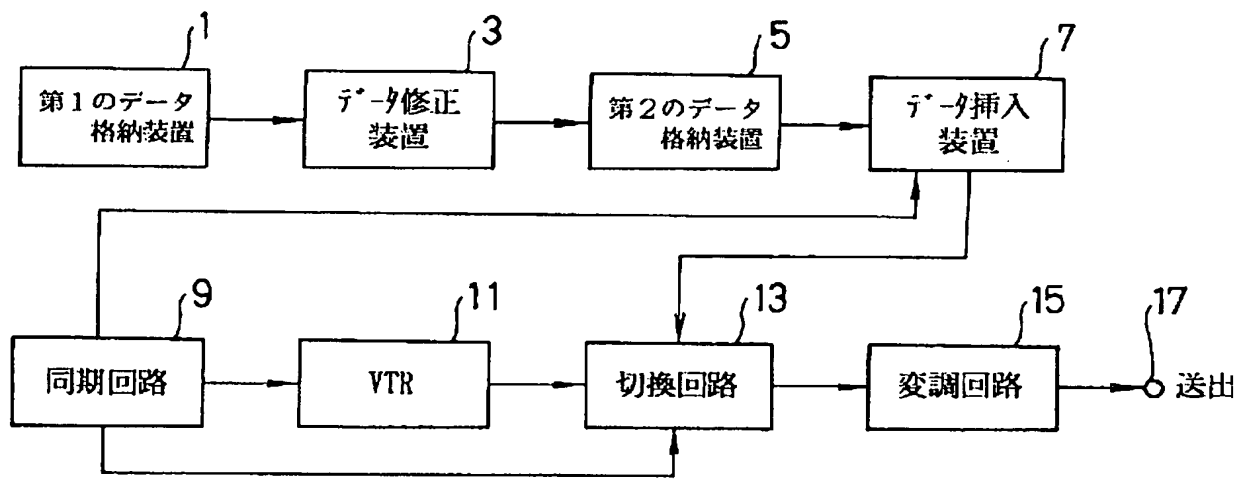 1
3
5
7
第1のデータ
格納装置
データ修正
装置
第2のデータ
格納装置
データ挿入
装置
9
11
13
15
17
同期回路
VTR
切換回路
変調回路
送出